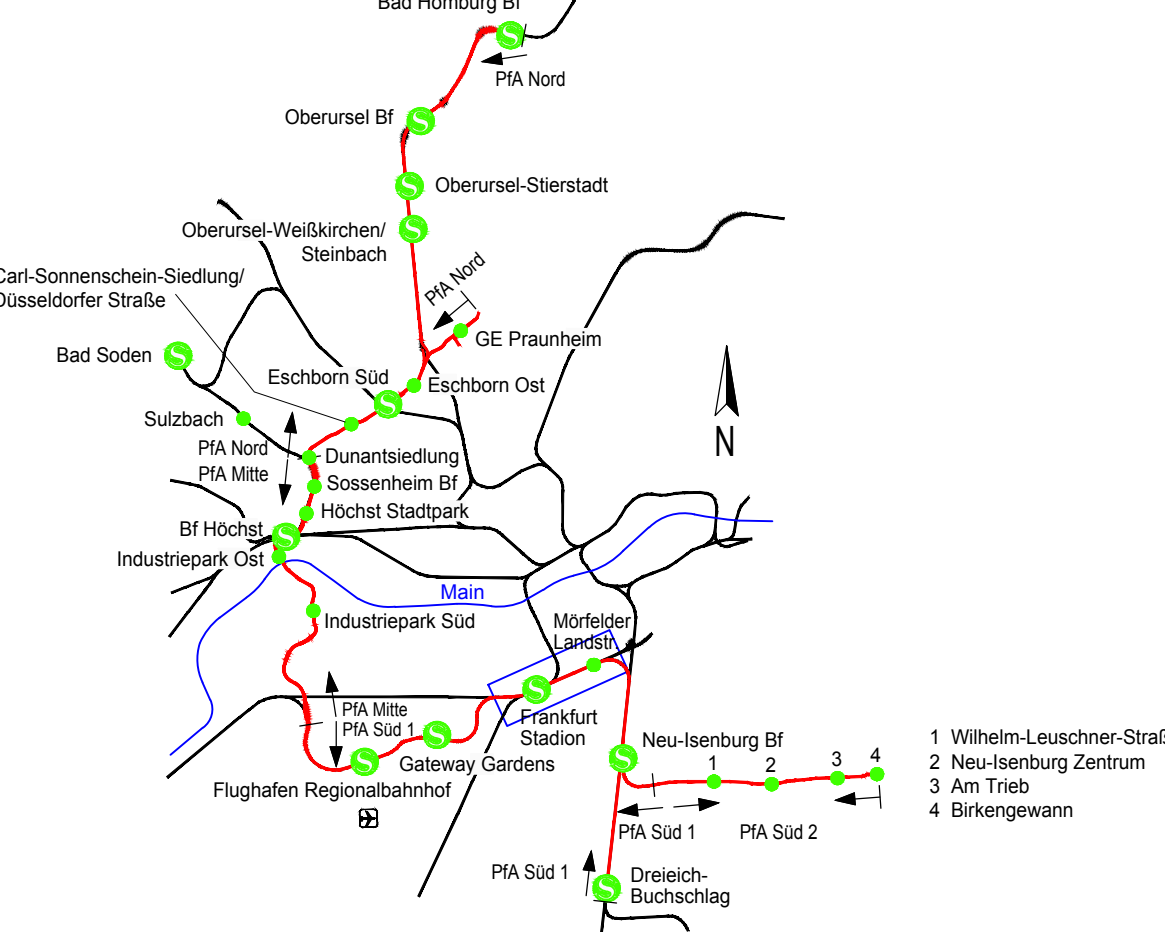 Bad Homburg Bf
PfA Nord
Oberursel Bf
Oberursel-Stierstadt
Oberursel-Weißkirchen/
Steinbach
Carl-Sonnenschein-Siedlung/
Düsseldorfer Straße
PfA Nord
GE Praunheim
Bad Soden
Eschborn Süd
Eschborn Ost
Sulzbach
PfA Nord
PfA Mitte
Dunantsiedlung
Sossenheim Bf
Höchst Stadtpark
Bf Höchst
Industriepark Ost
N
Main
Industriepark Süd
Mörfelder
Landstr.
PfA Mitte
PfA Süd 1
Frankfurt
Stadion
Gateway Gardens
Flughafen Regionalbahnhof
Neu-Isenburg Bf
1 2 3 4
PfA Süd 1
PfA Süd 2
1 Wilhelm-Leuschner-Straß
2 Neu-Isenburg Zentrum
3 Am Trieb
4 Birkengewann
PfA Süd 1
Dreieich-
Buchschlag